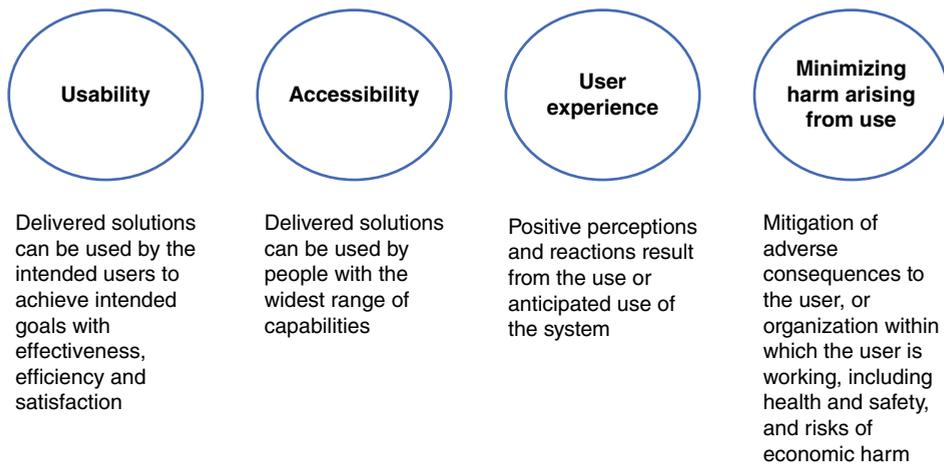 Usability
Accessibility
User
experience
Minimizing
harm arising
from use
Delivered solutions
can be used by the
intended users to
achieve intended
goals with
effectiveness,
efficiency and
satisfaction
Delivered solutions
can be used by
people with the
widest range of
capabilities
Positive perceptions
and reactions result
from the use or
anticipated use of
the system
Mitigation of
adverse
consequences to
the user, or
organization within
which the user is
working, including
health and safety,
and risks of
economic harm